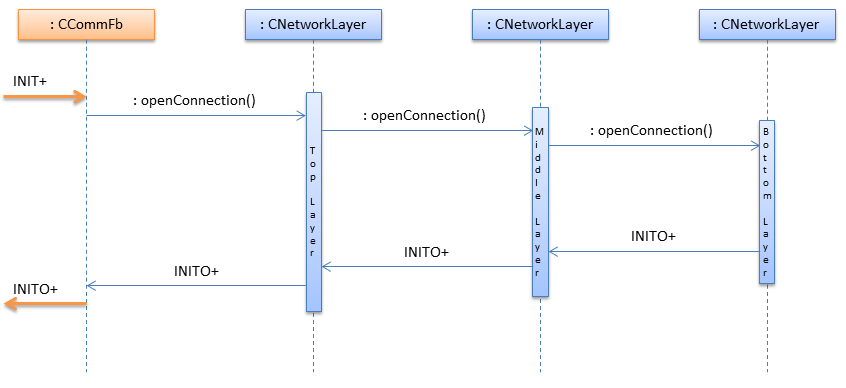 : CCommFb
: CNetworkLayer
: CNetworkLayer
: CNetworkLayer
INIT+
: openConnection()
: openConnection()
: openConnection()
Top Layer
Middle Layer
Bottom Layer
INITO+
INITO+
INITO+
INITO+